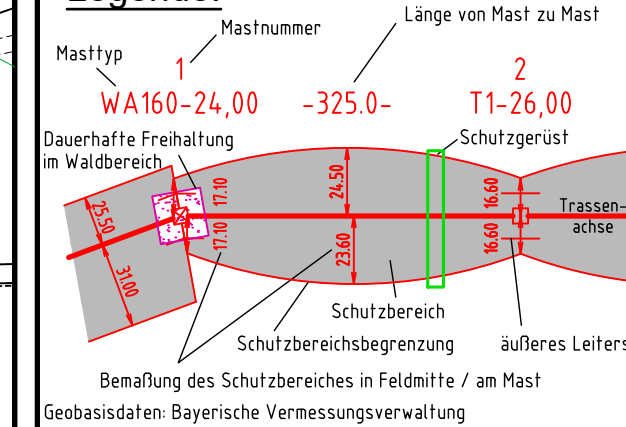 Legende:
Länge von Mast zu Mast
Mastnummer
Masttyp
1
2
WA160-24,00
-325.0-
T1-26,00
Dauerhafte Freihaltung
im Waldbereich
Schutzgerüst
25.50
31.00
17.10
17.10
24.50
23.60
16.60
16.60
Trassen-
achse
Schutzbereich
Schutzbereichsbegrenzung
äußeres Leiters
Bemaßung des Schutzbereiches in Feldmitte / am Mast
Geobasisdaten: Bayerische Vermessungsverwaltung